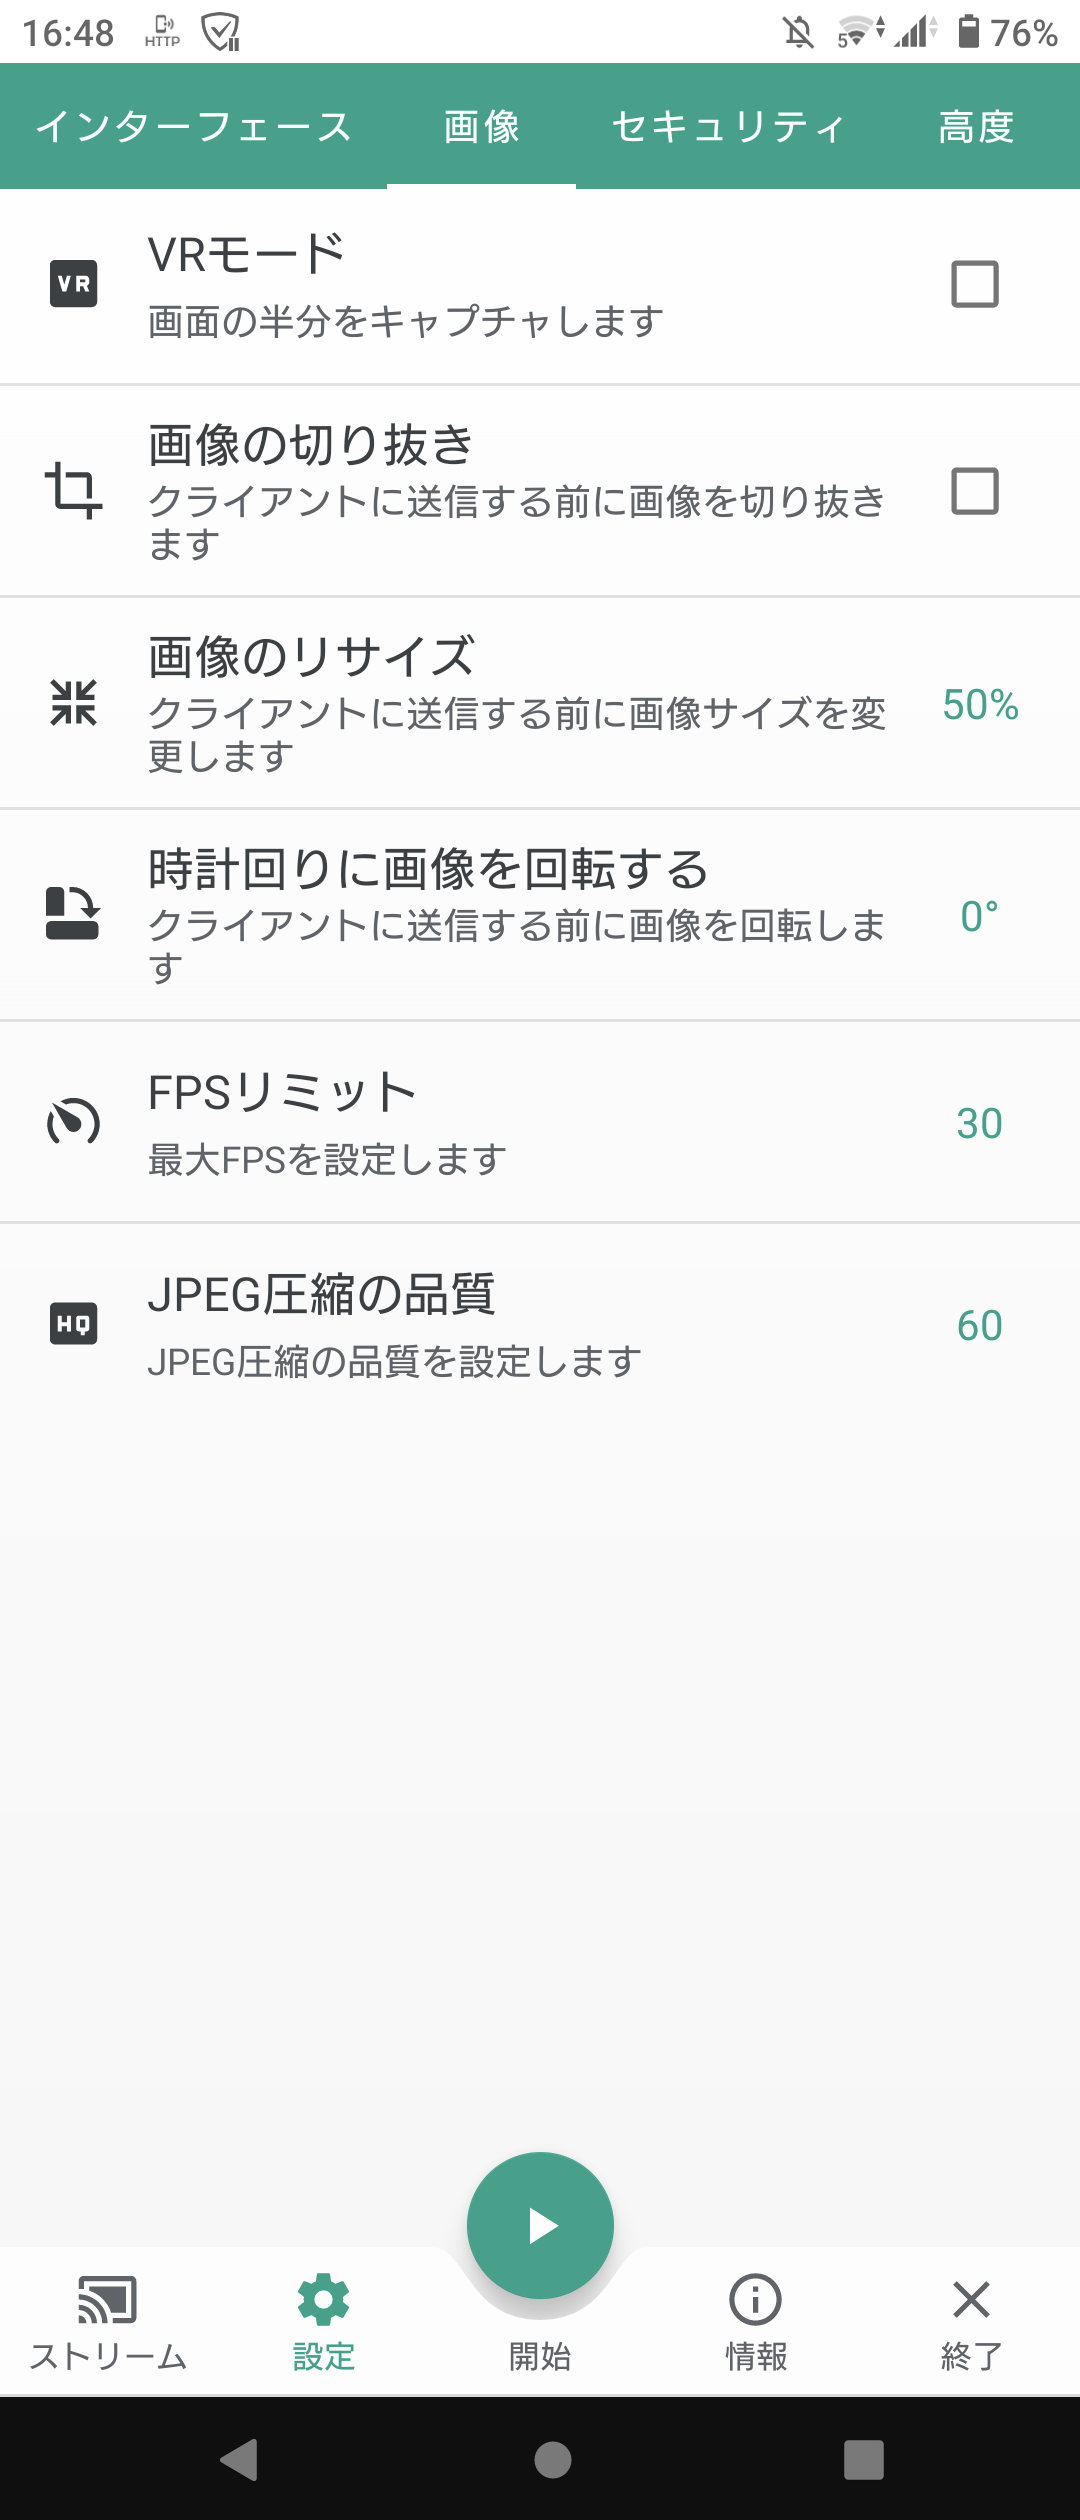 16:48
HTTP
5
76%
インターフェース 画像 セキュリティ 高度
VR
VRモード
画面の半分をキャプチャします
画像の切り抜き
クライアントに送信する前に画像を切り抜き
ます
画像のリサイズ
クライアントに送信する前に画像サイズを変
更します
50%
時計回りに画像を回転する
クライアントに送信する前に画像を回転しま
す
0°
FPSリミット
最大FPSを設定します
30
HQ
JPEG圧縮の品質
JPEG圧縮の品質を設定します
60
ストリーム 設定 開始 情報 終了